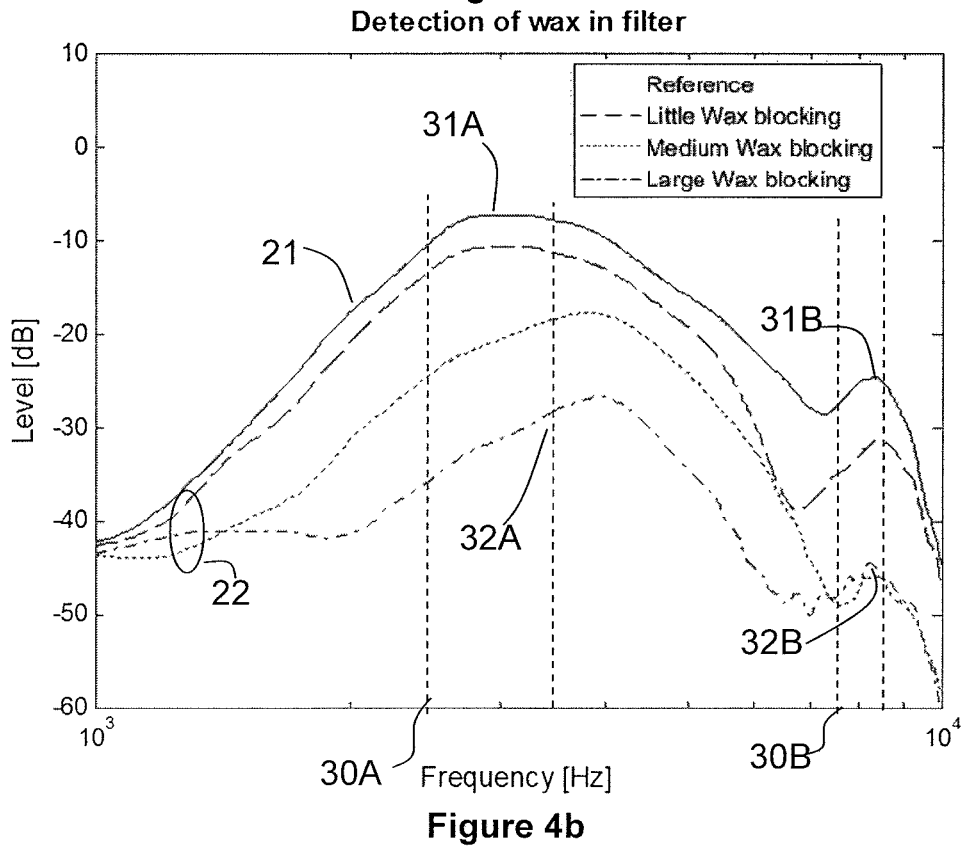 Detection of wax in filter
10
0
-10
-20
-30
-40
-50
-60
Level [dB]
Reference
Little Wax blocking
Medium Wax blocking
Large Wax blocking
31A
21
31B
32A
22
32B
10³
10⁴
30A
Frequency [Hz]
30B
Figure 4b